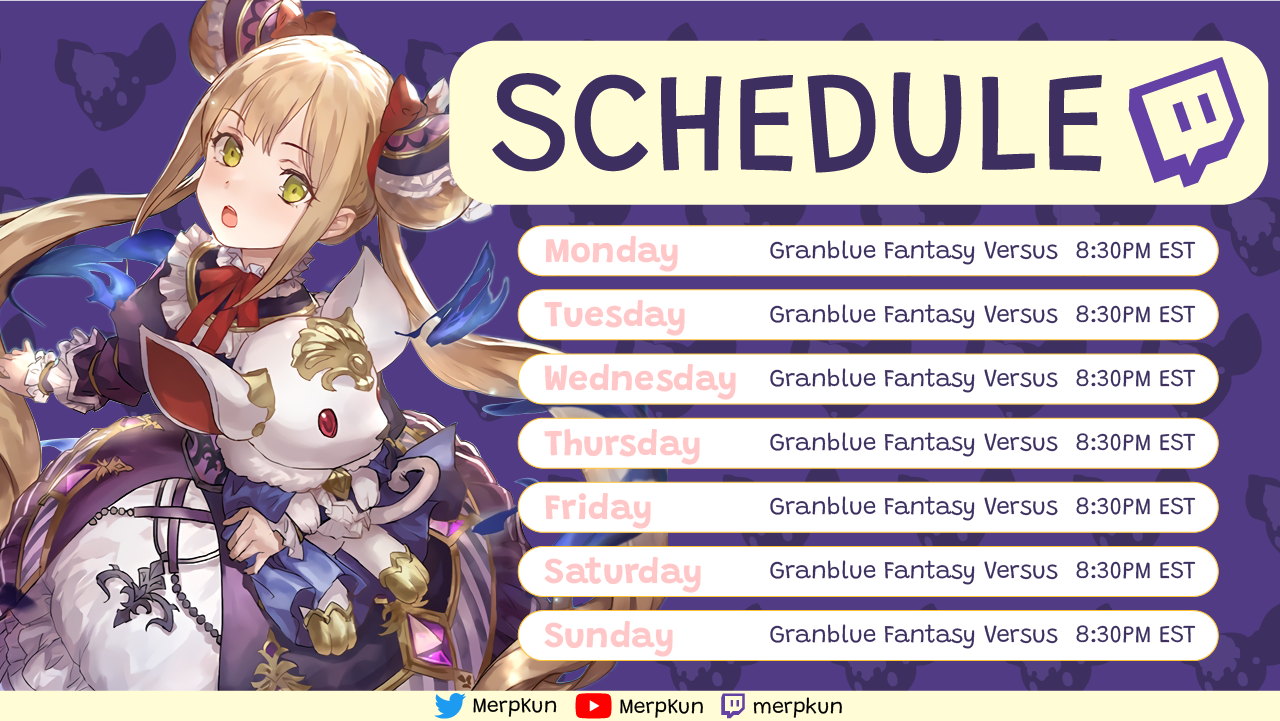 SCHEDULE
Monday Granblue Fantasy Versus 8:30PM EST
Tuesday Granblue Fantasy Versus 8:30PM EST
Wednesday Granblue Fantasy Versus 8:30PM EST
Thursday Granblue Fantasy Versus 8:30PM EST
Friday Granblue Fantasy Versus 8:30PM EST
Saturday Granblue Fantasy Versus 8:30PM EST
Sunday Granblue Fantasy Versus 8:30PM EST
MerpKun MerpKun merpkun